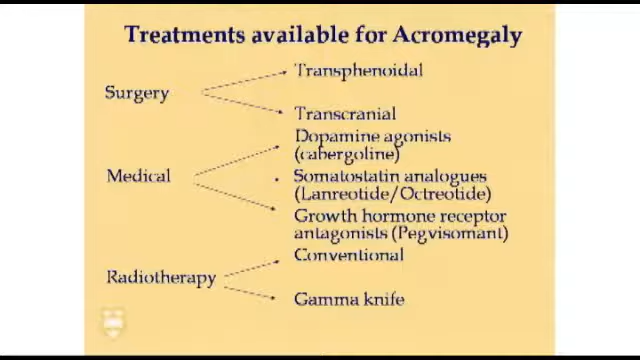 Treatments available for Acromegaly
Surgery
Transphenoidal
Transcranial
Medical
Dopamine agonists
(cabergoline)
Somatostatin analogues
(Lanreotide/Octreotide)
Growth hormone receptor
antagonists (Pegvisomant)
Radiotherapy
Conventional
Gamma knife